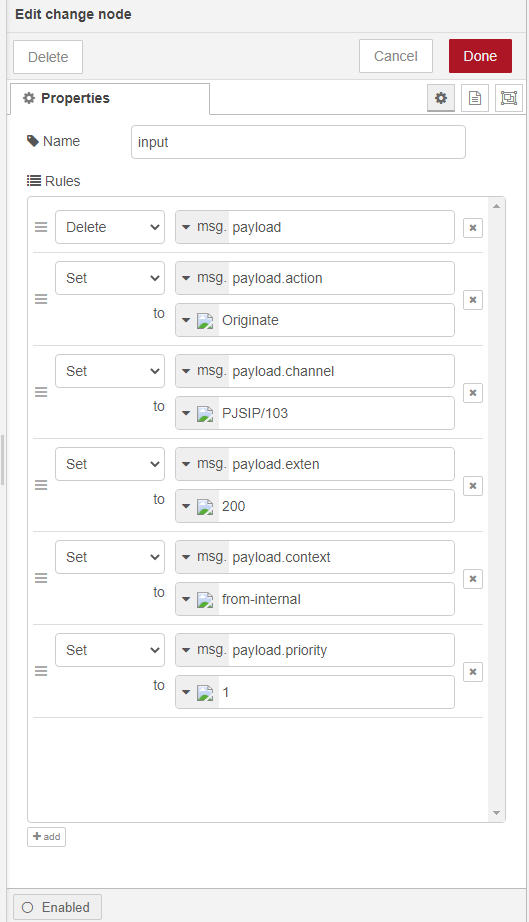 Edit change node
Delete Cancel Done
Properties
Name input
Rules
Delete msg. payload
Set msg. payload.action
to Originate
Set msg. payload.channel
to PJSIP/103
Set msg. payload.exten
to 200
Set msg. payload.context
to from-internal
Set msg. payload.priority
to 1
add
Enabled